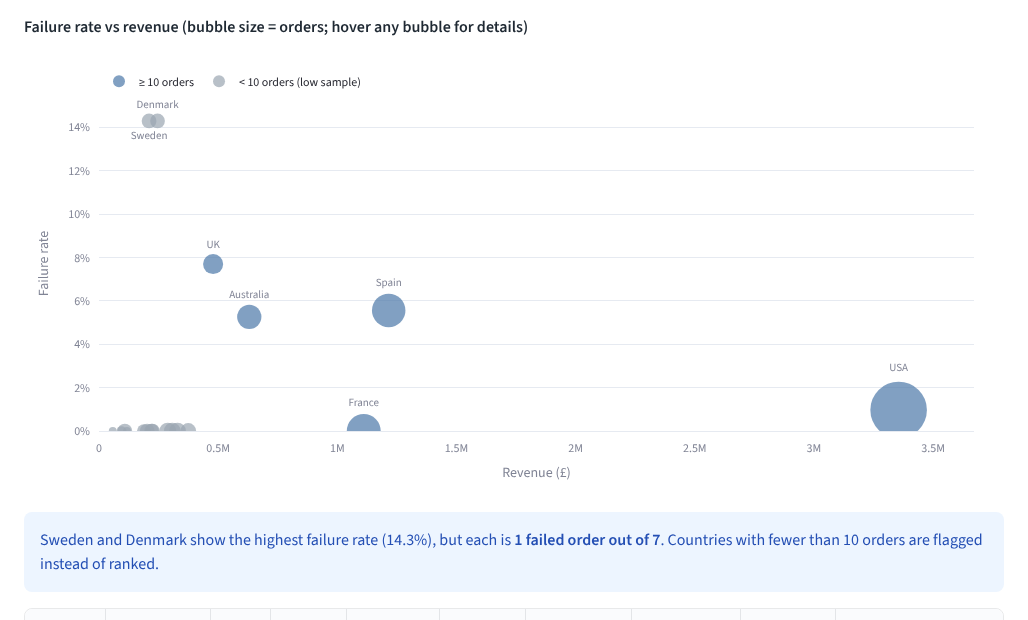 Failure rate vs revenue (bubble size = orders; hover any bubble for details)
≥ 10 orders
< 10 orders (low sample)
Denmark
14%
Sweden
12%
10%
UK
8%
Spain
Australia
6%
4%
USA
2%
France
0%
Failure rate
0
0.5M
1M
1.5M
2M
2.5M
3M
3.5M
Revenue (£)
Sweden and Denmark show the highest failure rate (14.3%), but each is 1 failed order out of 7. Countries with fewer than 10 orders are flagged
instead of ranked.